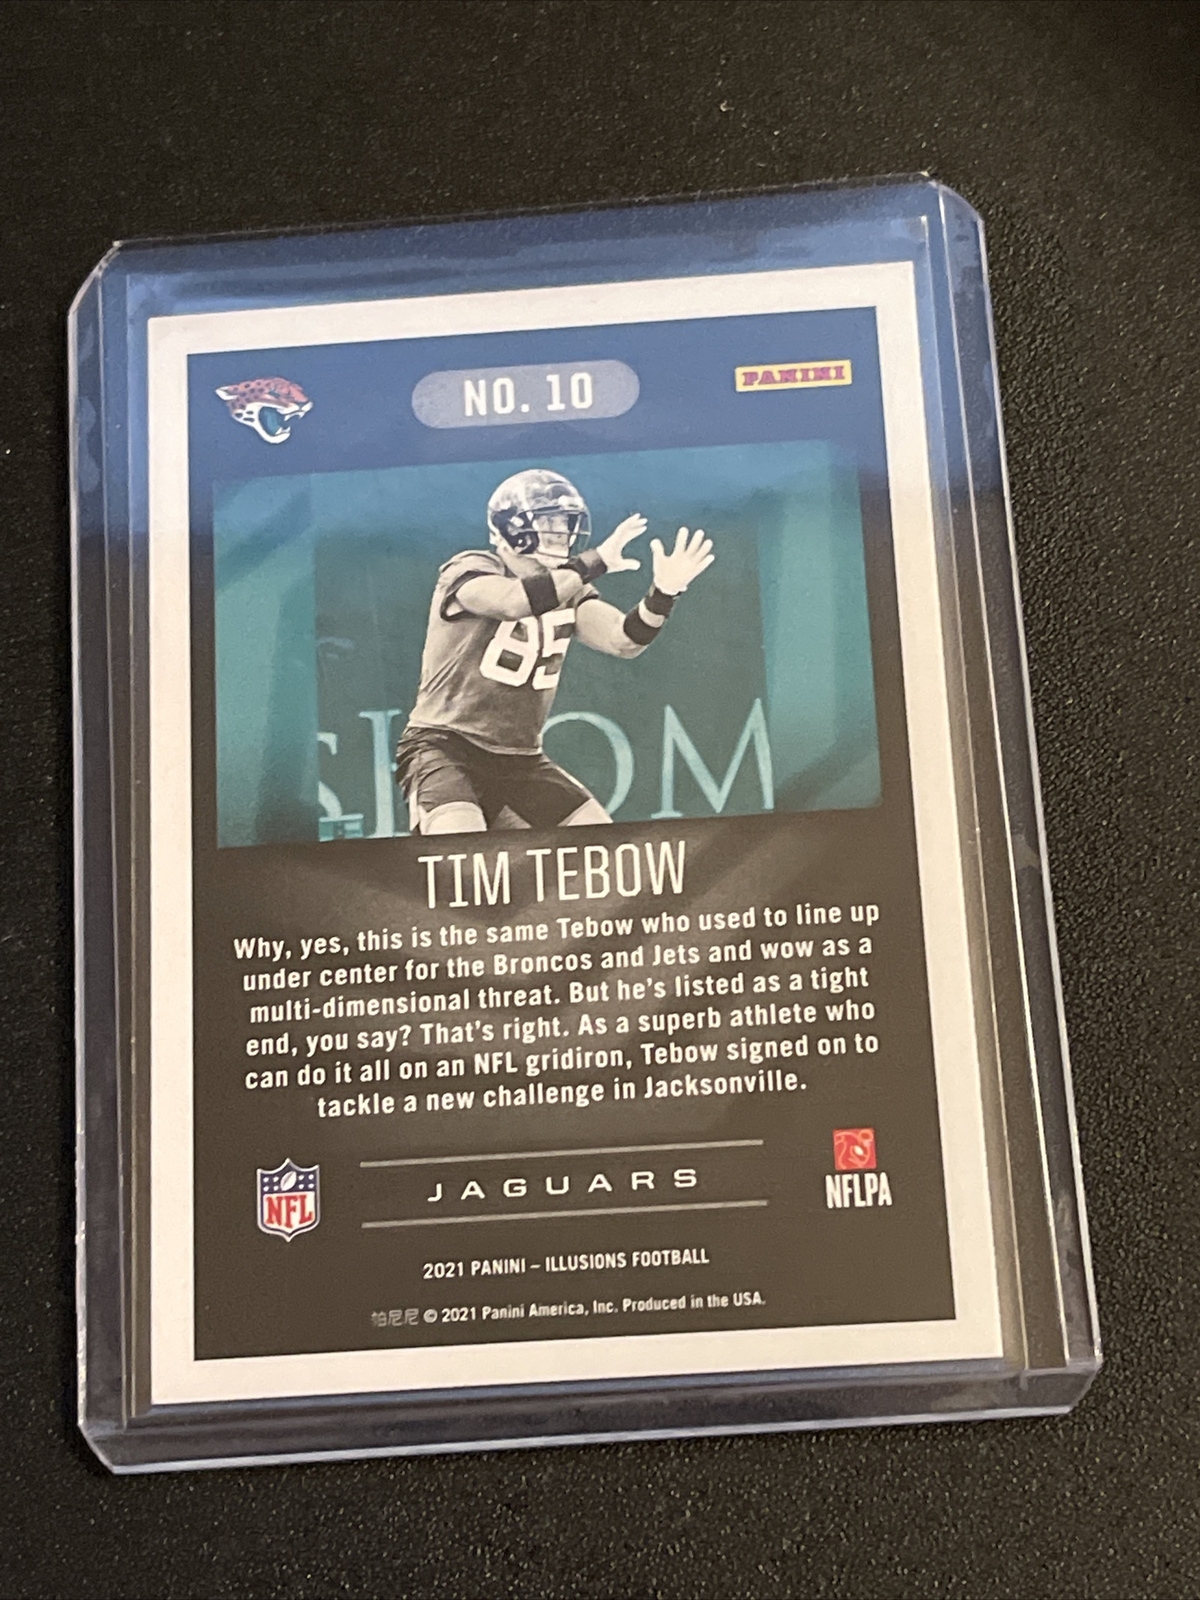 NO. 10
PANINI
85
OM
TIM TEBOW
Why, yes, this is the same Tebow who used to line up
under center for the Broncos and Jets and wow as a
multi-dimensional threat. But he's listed as a tight
end, you say? That's right. As a superb athlete who
can do it all on an NFL gridiron, Tebow signed on to
tackle a new challenge in Jacksonville.
NFL
JAGUARS
NFLPA
2021 PANINI – ILLUSIONS FOOTBALL
帕尼尼 © 2021 Panini America, Inc. Produced in the USA.